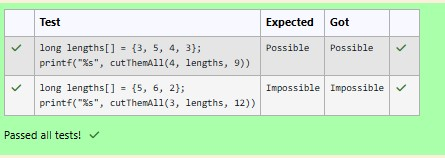 Test Expected Got
long lengths[] = {3, 5, 4, 3}; Possible Possible
printf("%s", cutThemAll(4, lengths, 9))
long lengths[] = {5, 6, 2}; Impossible Impossible
printf("%s", cutThemAll(3, lengths, 12))
Passed all tests!